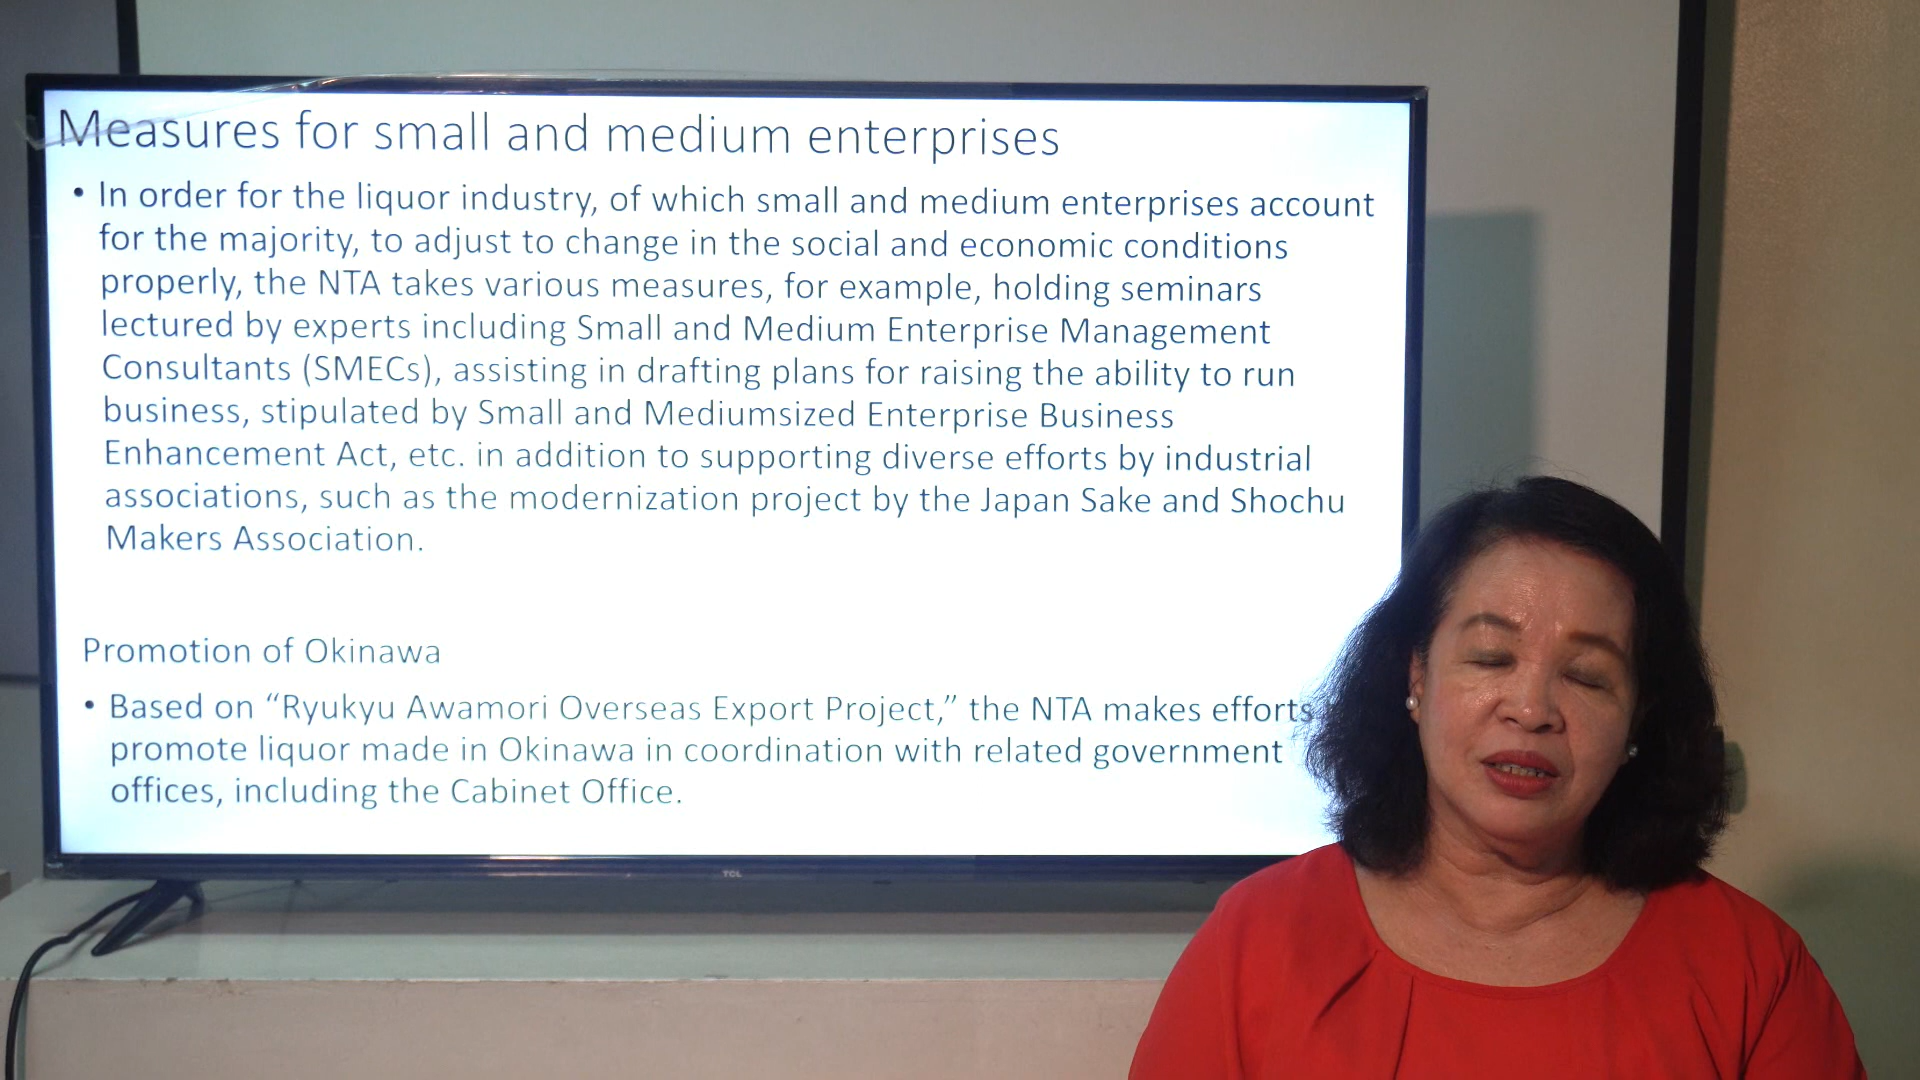 Measures for small and medium enterprises
• In order for the liquor industry, of which small and medium enterprises account
for the majority, to adjust to change in the social and economic conditions
properly, the NTA takes various measures, for example, holding seminars
lectured by experts including Small and Medium Enterprise Management
Consultants (SMECs), assisting in drafting plans for raising the ability to run
business, stipulated by Small and Mediumsized Enterprise Business
Enhancement Act, etc. in addition to supporting diverse efforts by industrial
associations, such as the modernization project by the Japan Sake and Shochu
Makers Association.
Promotion of Okinawa
• Based on “Ryukyu Awamori Overseas Export Project,” the NTA makes efforts
promote liquor made in Okinawa in coordination with related government
offices, including the Cabinet Office.
TCL